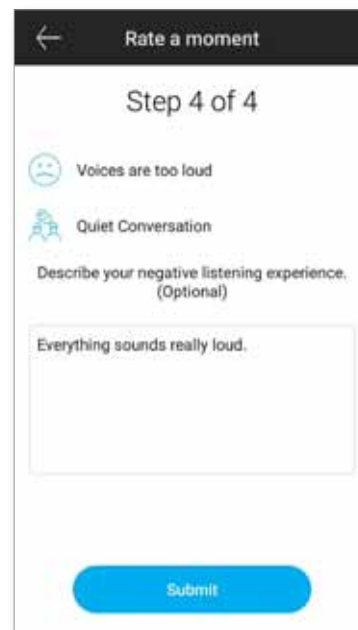 Rate a moment
Step 4 of 4
Voices are too loud
Quiet Conversation
Describe your negative listening experience.
(Optional)
Everything sounds really loud.
Submit